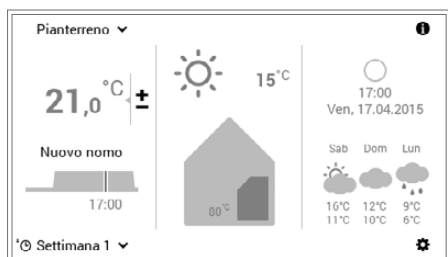 Pianterreno
21,0 °C ±
15°C
17:00
Ven, 17.04.2015
Nuovo nomo
17:00
80°C
Sab Dom Lun
16°C 12°C 9°C
11°C 10°C 6°C
Settimana 1